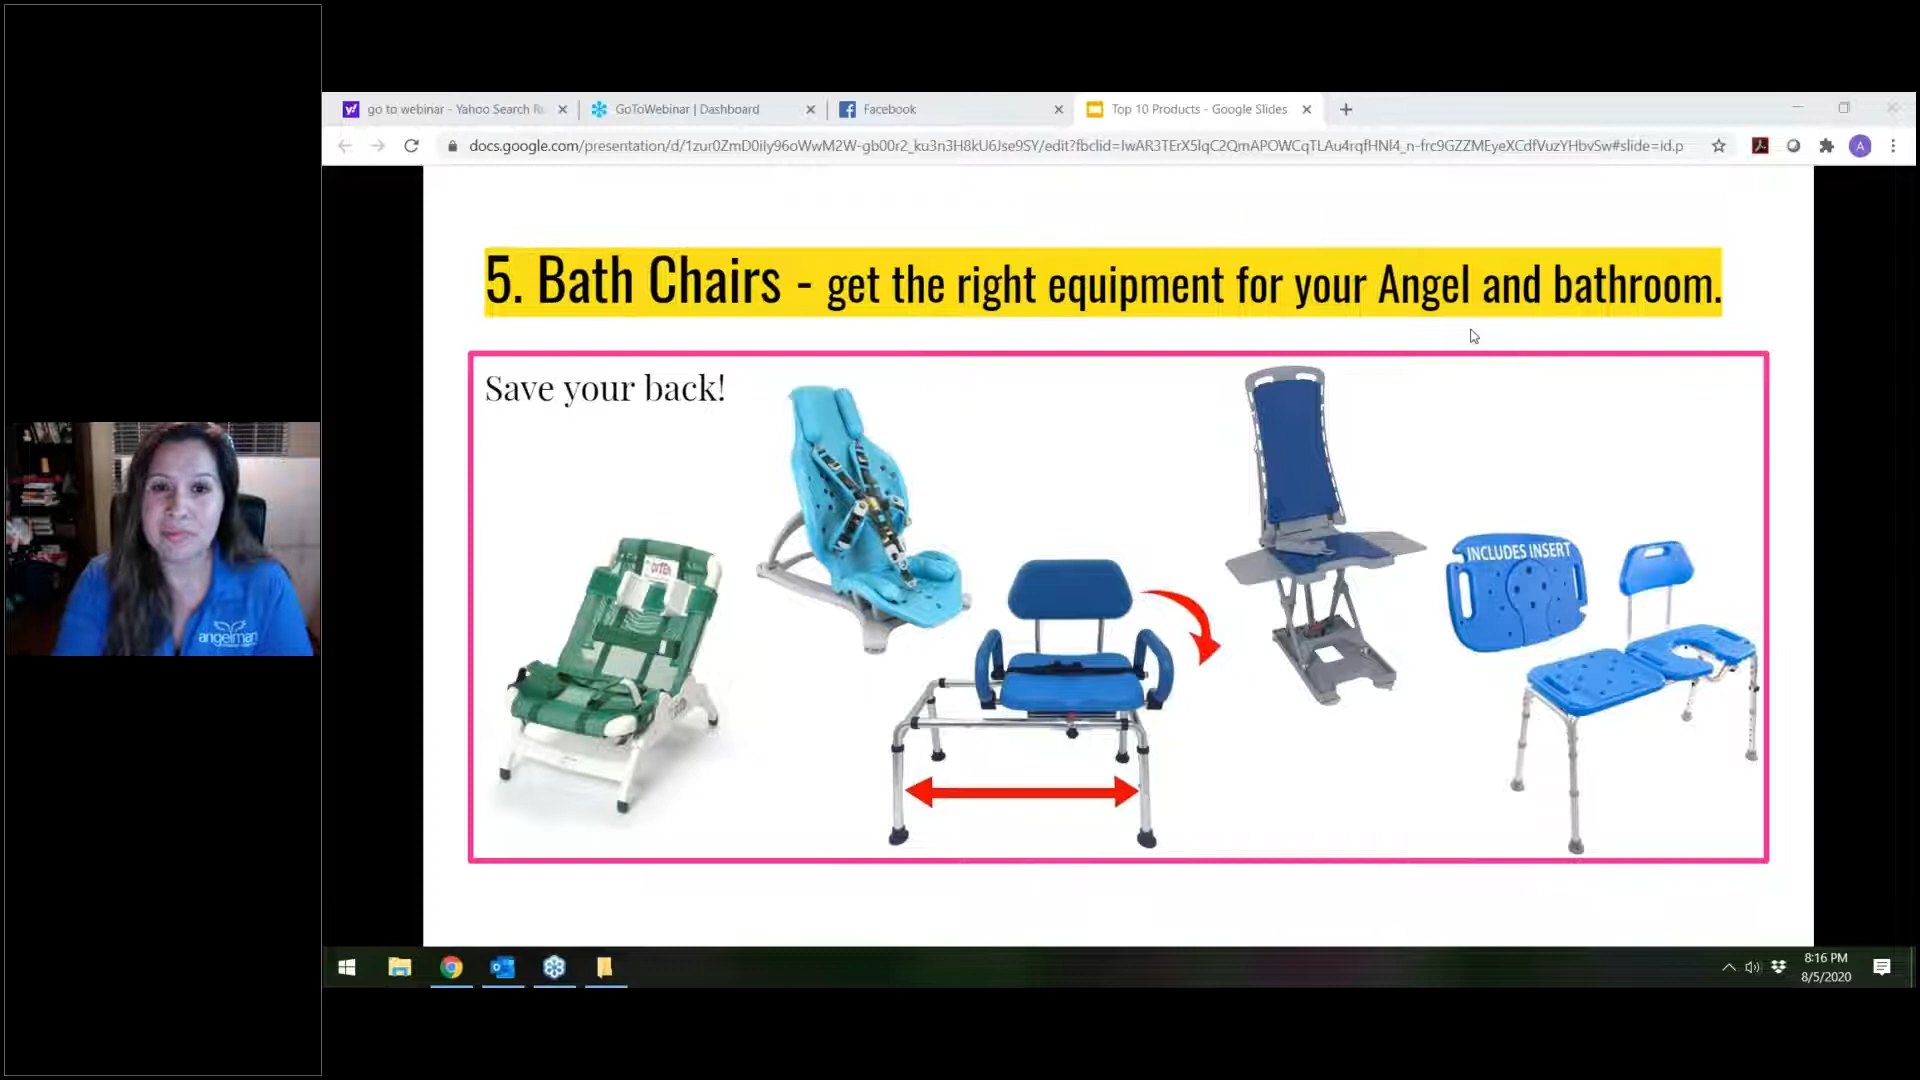 go to webinar - Yahoo Search Re
GoToWebinar | Dashboard
Facebook
Top 10 Products - Google Slides
docs.google.com/presentation/d/1zur0ZmD0ily96oWwM2W-gb00r2_ku3n3H8kU6Jse9SY/edit?fbclid=IwAR3TErX5lqC2QmAPOWCqTLAu4rqfHNl4_n-frc9GZZMEyeXCdfVuzYHbvSw#slide=id.p
A
5. Bath Chairs - get the right equipment for your Angel and bathroom.
Save your back!
INCLUDES INSERT
angelman
8:16 PM
8/5/2020